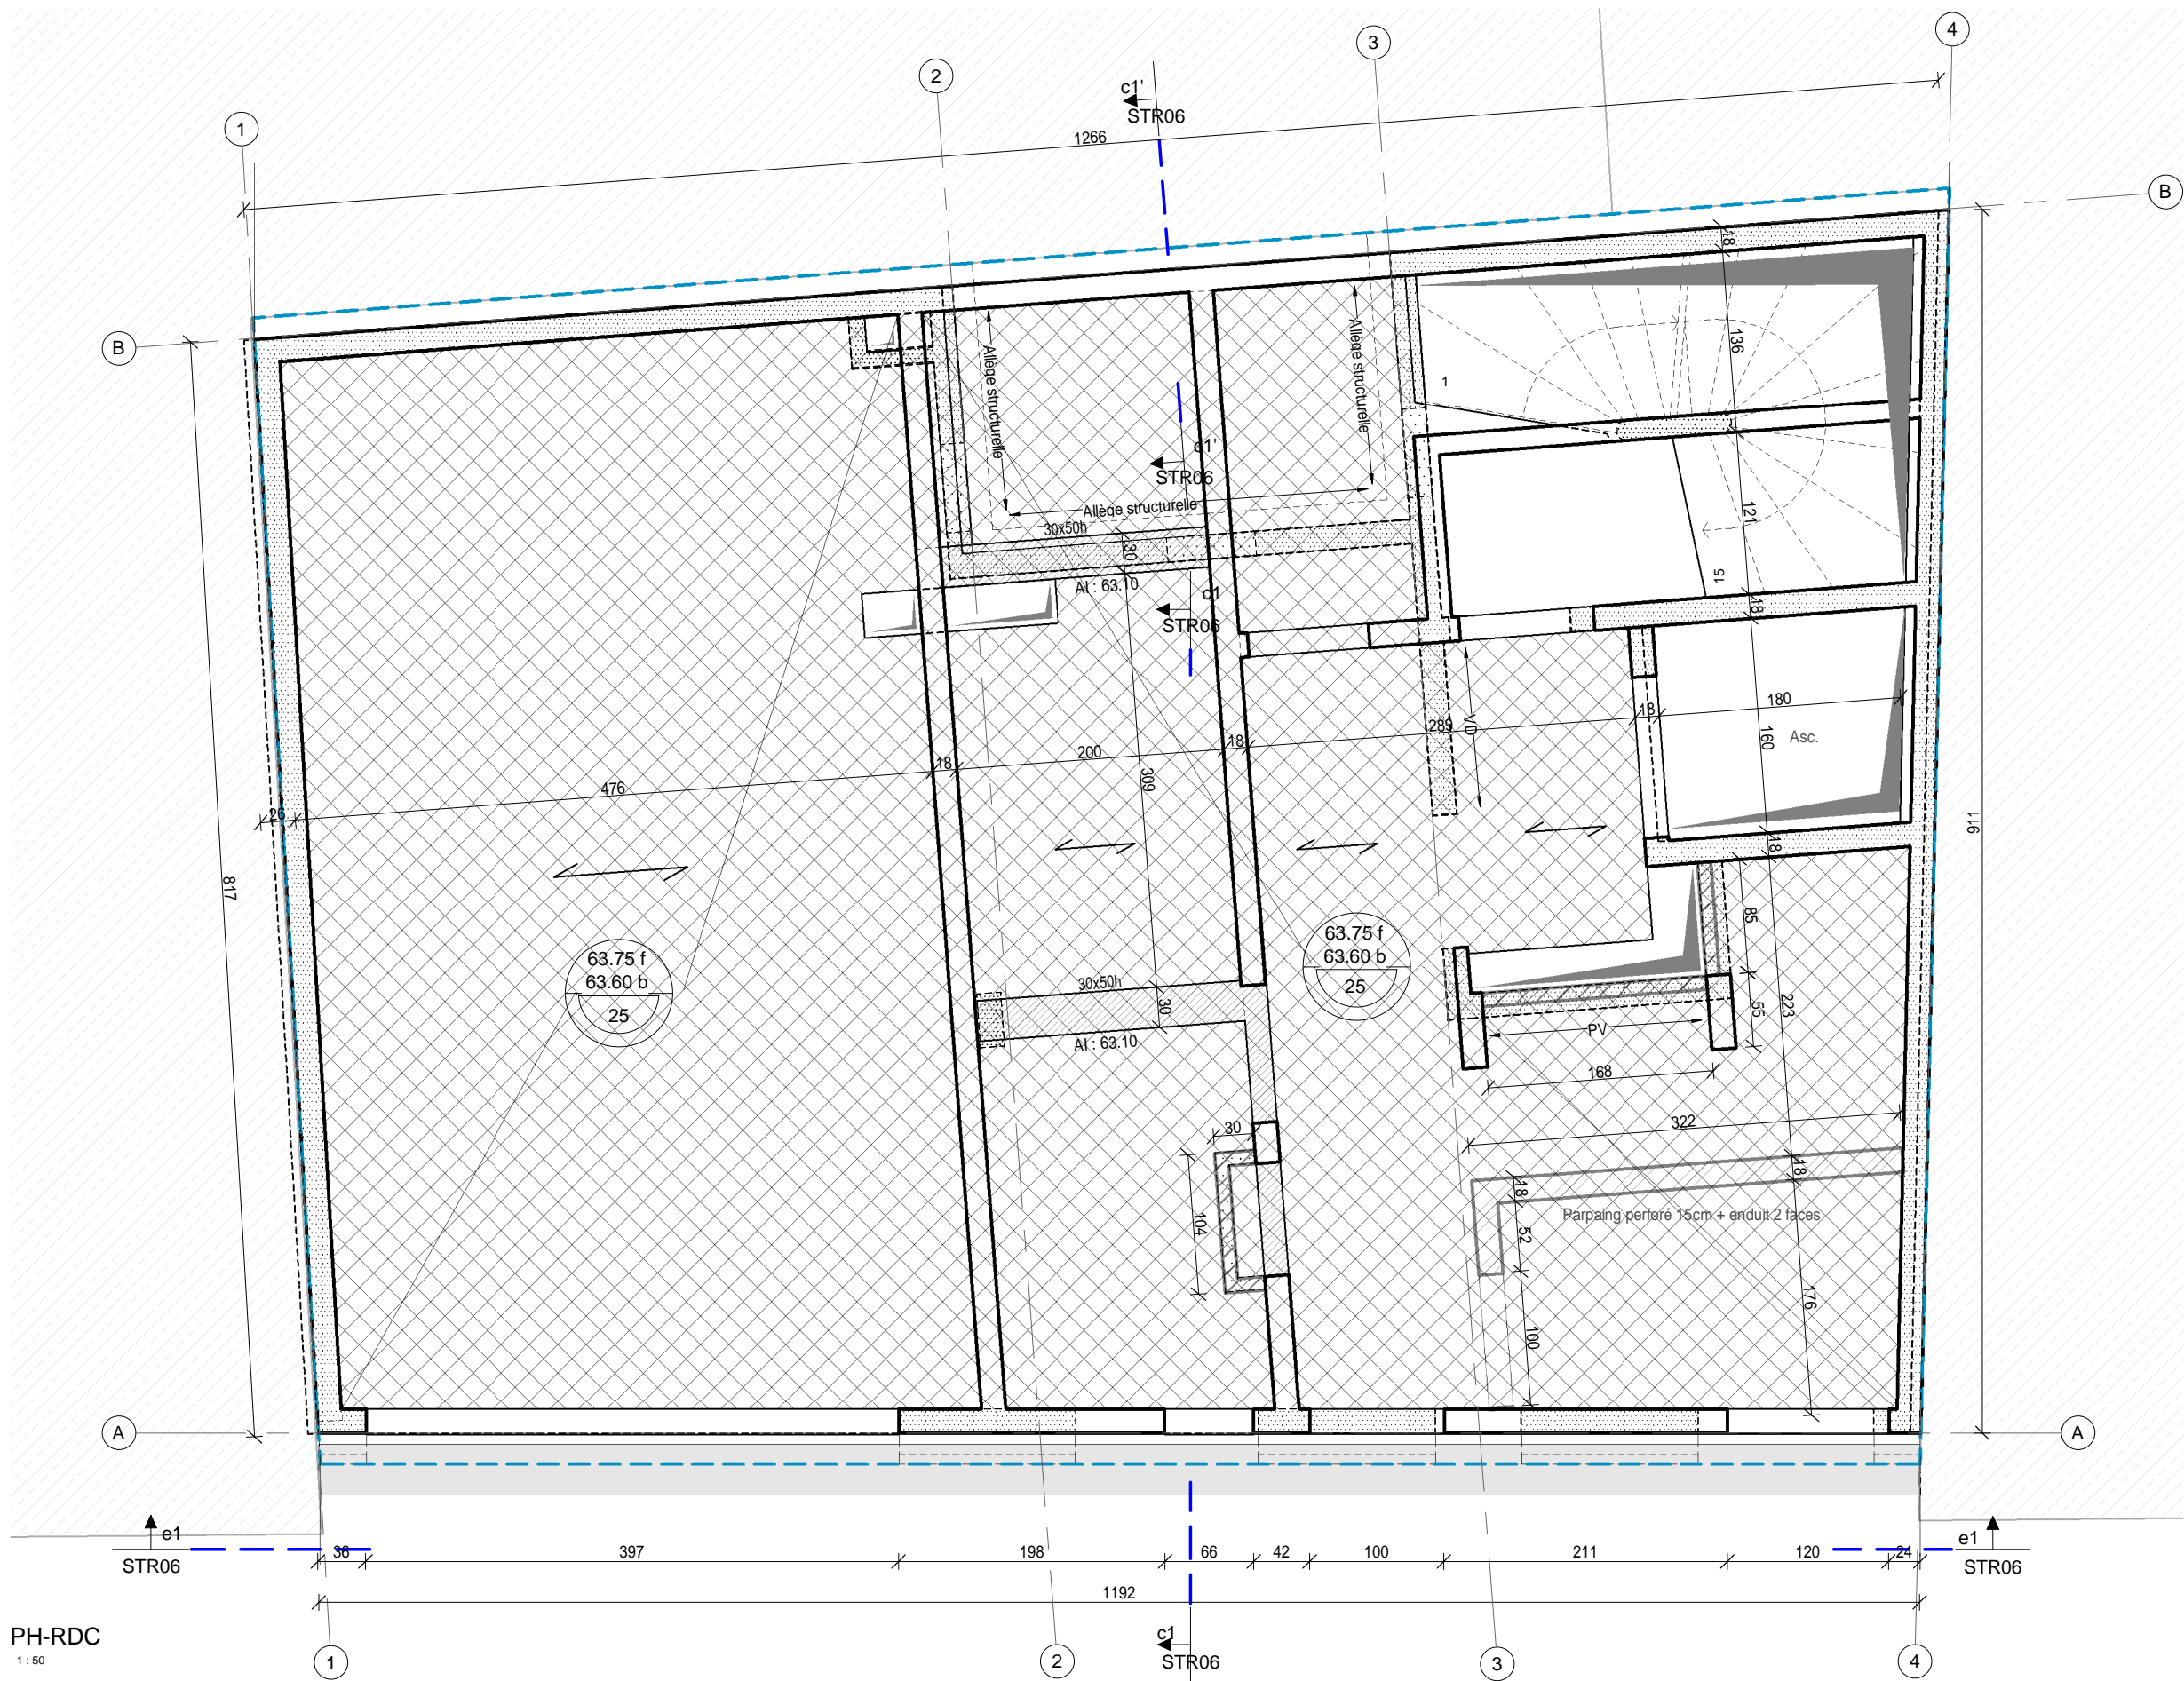 4
3
2
c1'
STR06
1
1266
B
B
18
136
Allège structurelle
Allège structurelle
1
c1'
STR06
Allège structurelle
30x50h
30
121
15
Al : 63.10
c1
STR06
18
VD
180
18
289
160
Asc.
18
200
18
309
476
26
911
18
817
85
63.75 f
63.60 b
25
63.75 f
63.60 b
25
30x50h
30
55
223
PV
Al : 63.10
168
322
30
18
18
104
52
Parpaing perforé 15cm + enduit 2 faces
176
100
A
A
e1
STR06
e1
STR06
36
397
198
66
42
100
211
120
24
1192
c1
STR06
PH-RDC
1 : 50
1
2
3
4